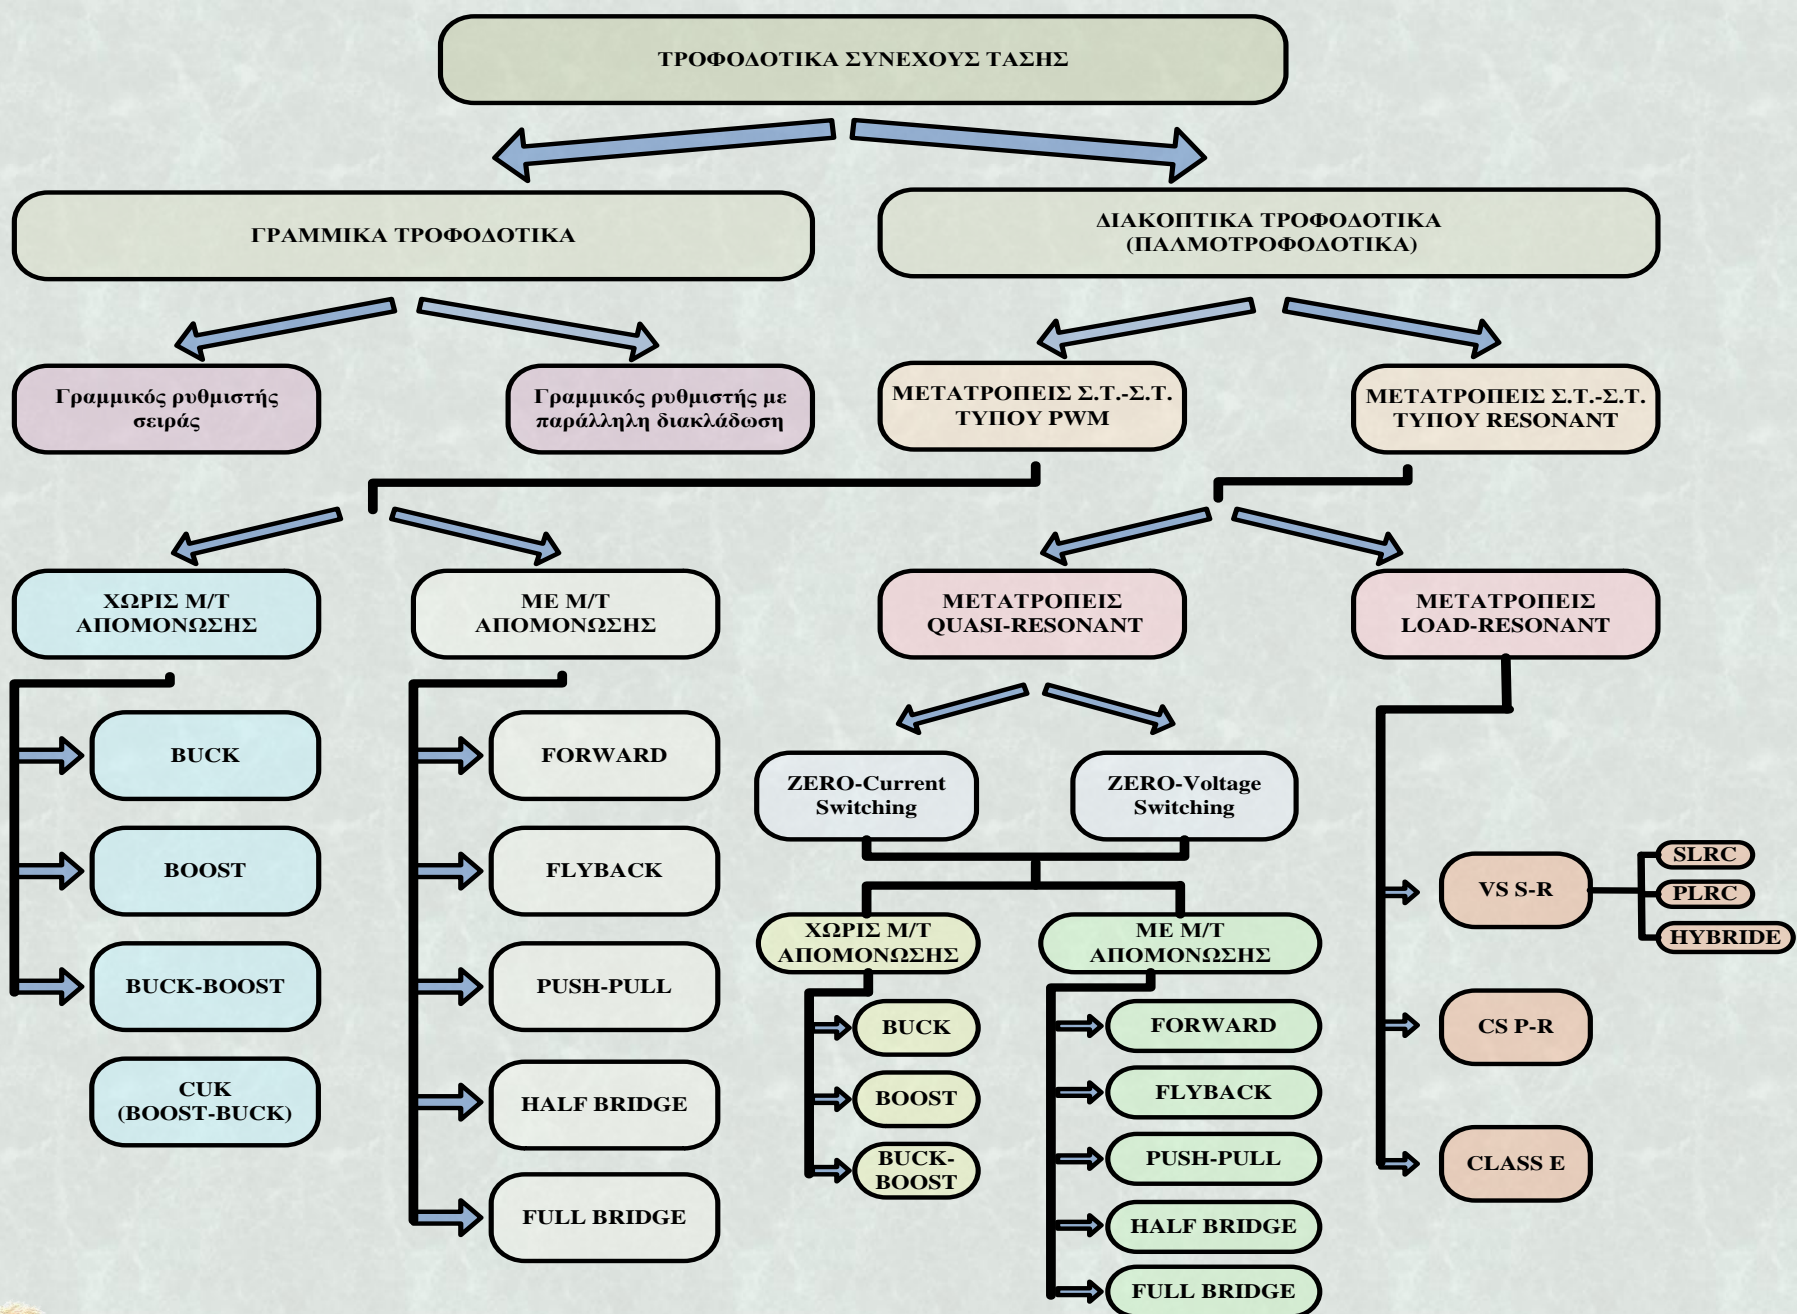 ΤΡΟΦΟΔΟΤΙΚΑ ΣΥΝΕΧΟΥΣ ΤΑΣΗΣ
ΓΡΑΜΜΙΚΑ ΤΡΟΦΟΔΟΤΙΚΑ
ΔΙΑΚΟΠΤΙΚΑ ΤΡΟΦΟΔΟΤΙΚΑ
(ΠΑΛΜΟΤΡΟΦΟΔΟΤΙΚΑ)
Γραμμικός ρυθμιστής
σειράς
Γραμμικός ρυθμιστής με
παράλληλη διακλάδωση
ΜΕΤΑΤΡΟΠΕΙΣ Σ.Τ.-Σ.Τ.
ΤΥΠΟΥ PWM
ΜΕΤΑΤΡΟΠΕΙΣ Σ.Τ.-Σ.Τ.
ΤΥΠΟΥ RESONANT
ΧΩΡΙΣ Μ/Τ
ΑΠΟΜΟΝΩΣΗΣ
ΜΕ Μ/Τ
ΑΠΟΜΟΝΩΣΗΣ
ΜΕΤΑΤΡΟΠΕΙΣ
QUASI-RESONANT
ΜΕΤΑΤΡΟΠΕΙΣ
LOAD-RESONANT
BUCK
BOOST
BUCK-BOOST
CUK
(BOOST-BUCK)
FORWARD
FLYBACK
PUSH-PULL
HALF BRIDGE
FULL BRIDGE
ZERO-Current
Switching
ZERO-Voltage
Switching
ΧΩΡΙΣ Μ/Τ
ΑΠΟΜΟΝΩΣΗΣ
ΜΕ Μ/Τ
ΑΠΟΜΟΝΩΣΗΣ
BUCK
BOOST
BUCK-
BOOST
FORWARD
FLYBACK
PUSH-PULL
HALF BRIDGE
FULL BRIDGE
VS S-R
SLRC
PLRC
HYBRIDE
CS P-R
CLASS E